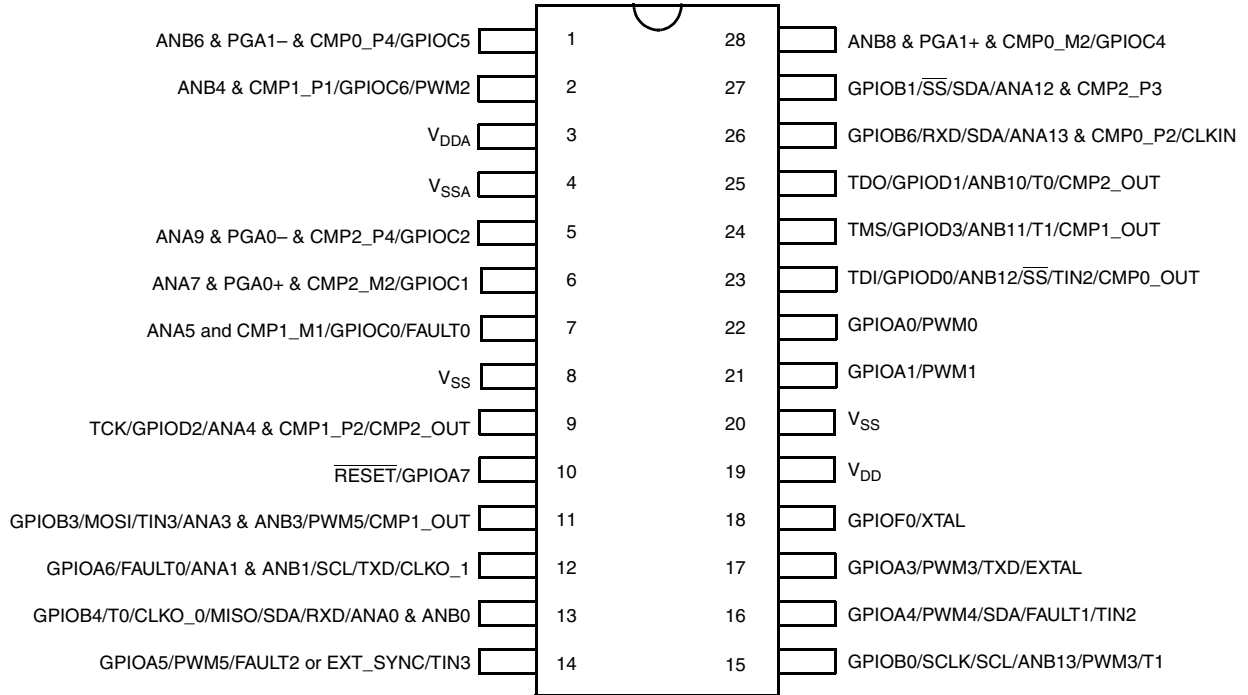 ANB6 & PGA1– & CMP0_P4/GPIOC5 1 28 ANB8 & PGA1+ & CMP0_M2/GPIOC4
ANB4 & CMP1_P1/GPIOC6/PWM2 2 27 GPIOB1/S̅S̅/SDA/ANA12 & CMP2_P3
VDDA 3 26 GPIOB6/RXD/SDA/ANA13 & CMP0_P2/CLKIN
VSSA 4 25 TDO/GPIOD1/ANB10/T0/CMP2_OUT
ANA9 & PGA0– & CMP2_P4/GPIOC2 5 24 TMS/GPIOD3/ANB11/T1/CMP1_OUT
ANA7 & PGA0+ & CMP2_M2/GPIOC1 6 23 TDI/GPIOD0/ANB12/S̅S̅/TIN2/CMP0_OUT
ANA5 and CMP1_M1/GPIOC0/FAULT0 7 22 GPIOA0/PWM0
VSS 8 21 GPIOA1/PWM1
TCK/GPIOD2/ANA4 & CMP1_P2/CMP2_OUT 9 20 VSS
R̅E̅S̅E̅T̅/GPIOA7 10 19 VDD
GPIOB3/MOSI/TIN3/ANA3 & ANB3/PWM5/CMP1_OUT 11 18 GPIOF0/XTAL
GPIOA6/FAULT0/ANA1 & ANB1/SCL/TXD/CLKO_1 12 17 GPIOA3/PWM3/TXD/EXTAL
GPIOB4/T0/CLKO_0/MISO/SDA/RXD/ANA0 & ANB0 13 16 GPIOA4/PWM4/SDA/FAULT1/TIN2
GPIOA5/PWM5/FAULT2 or EXT_SYNC/TIN3 14 15 GPIOB0/SCLK/SCL/ANB13/PWM3/T1